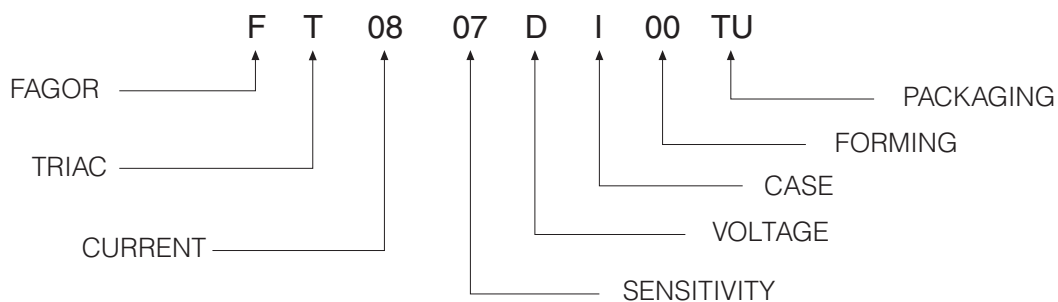 F T 08 07 D I 00 TU
FAGOR
PACKAGING
FORMING
TRIAC
CASE
VOLTAGE
CURRENT
SENSITIVITY